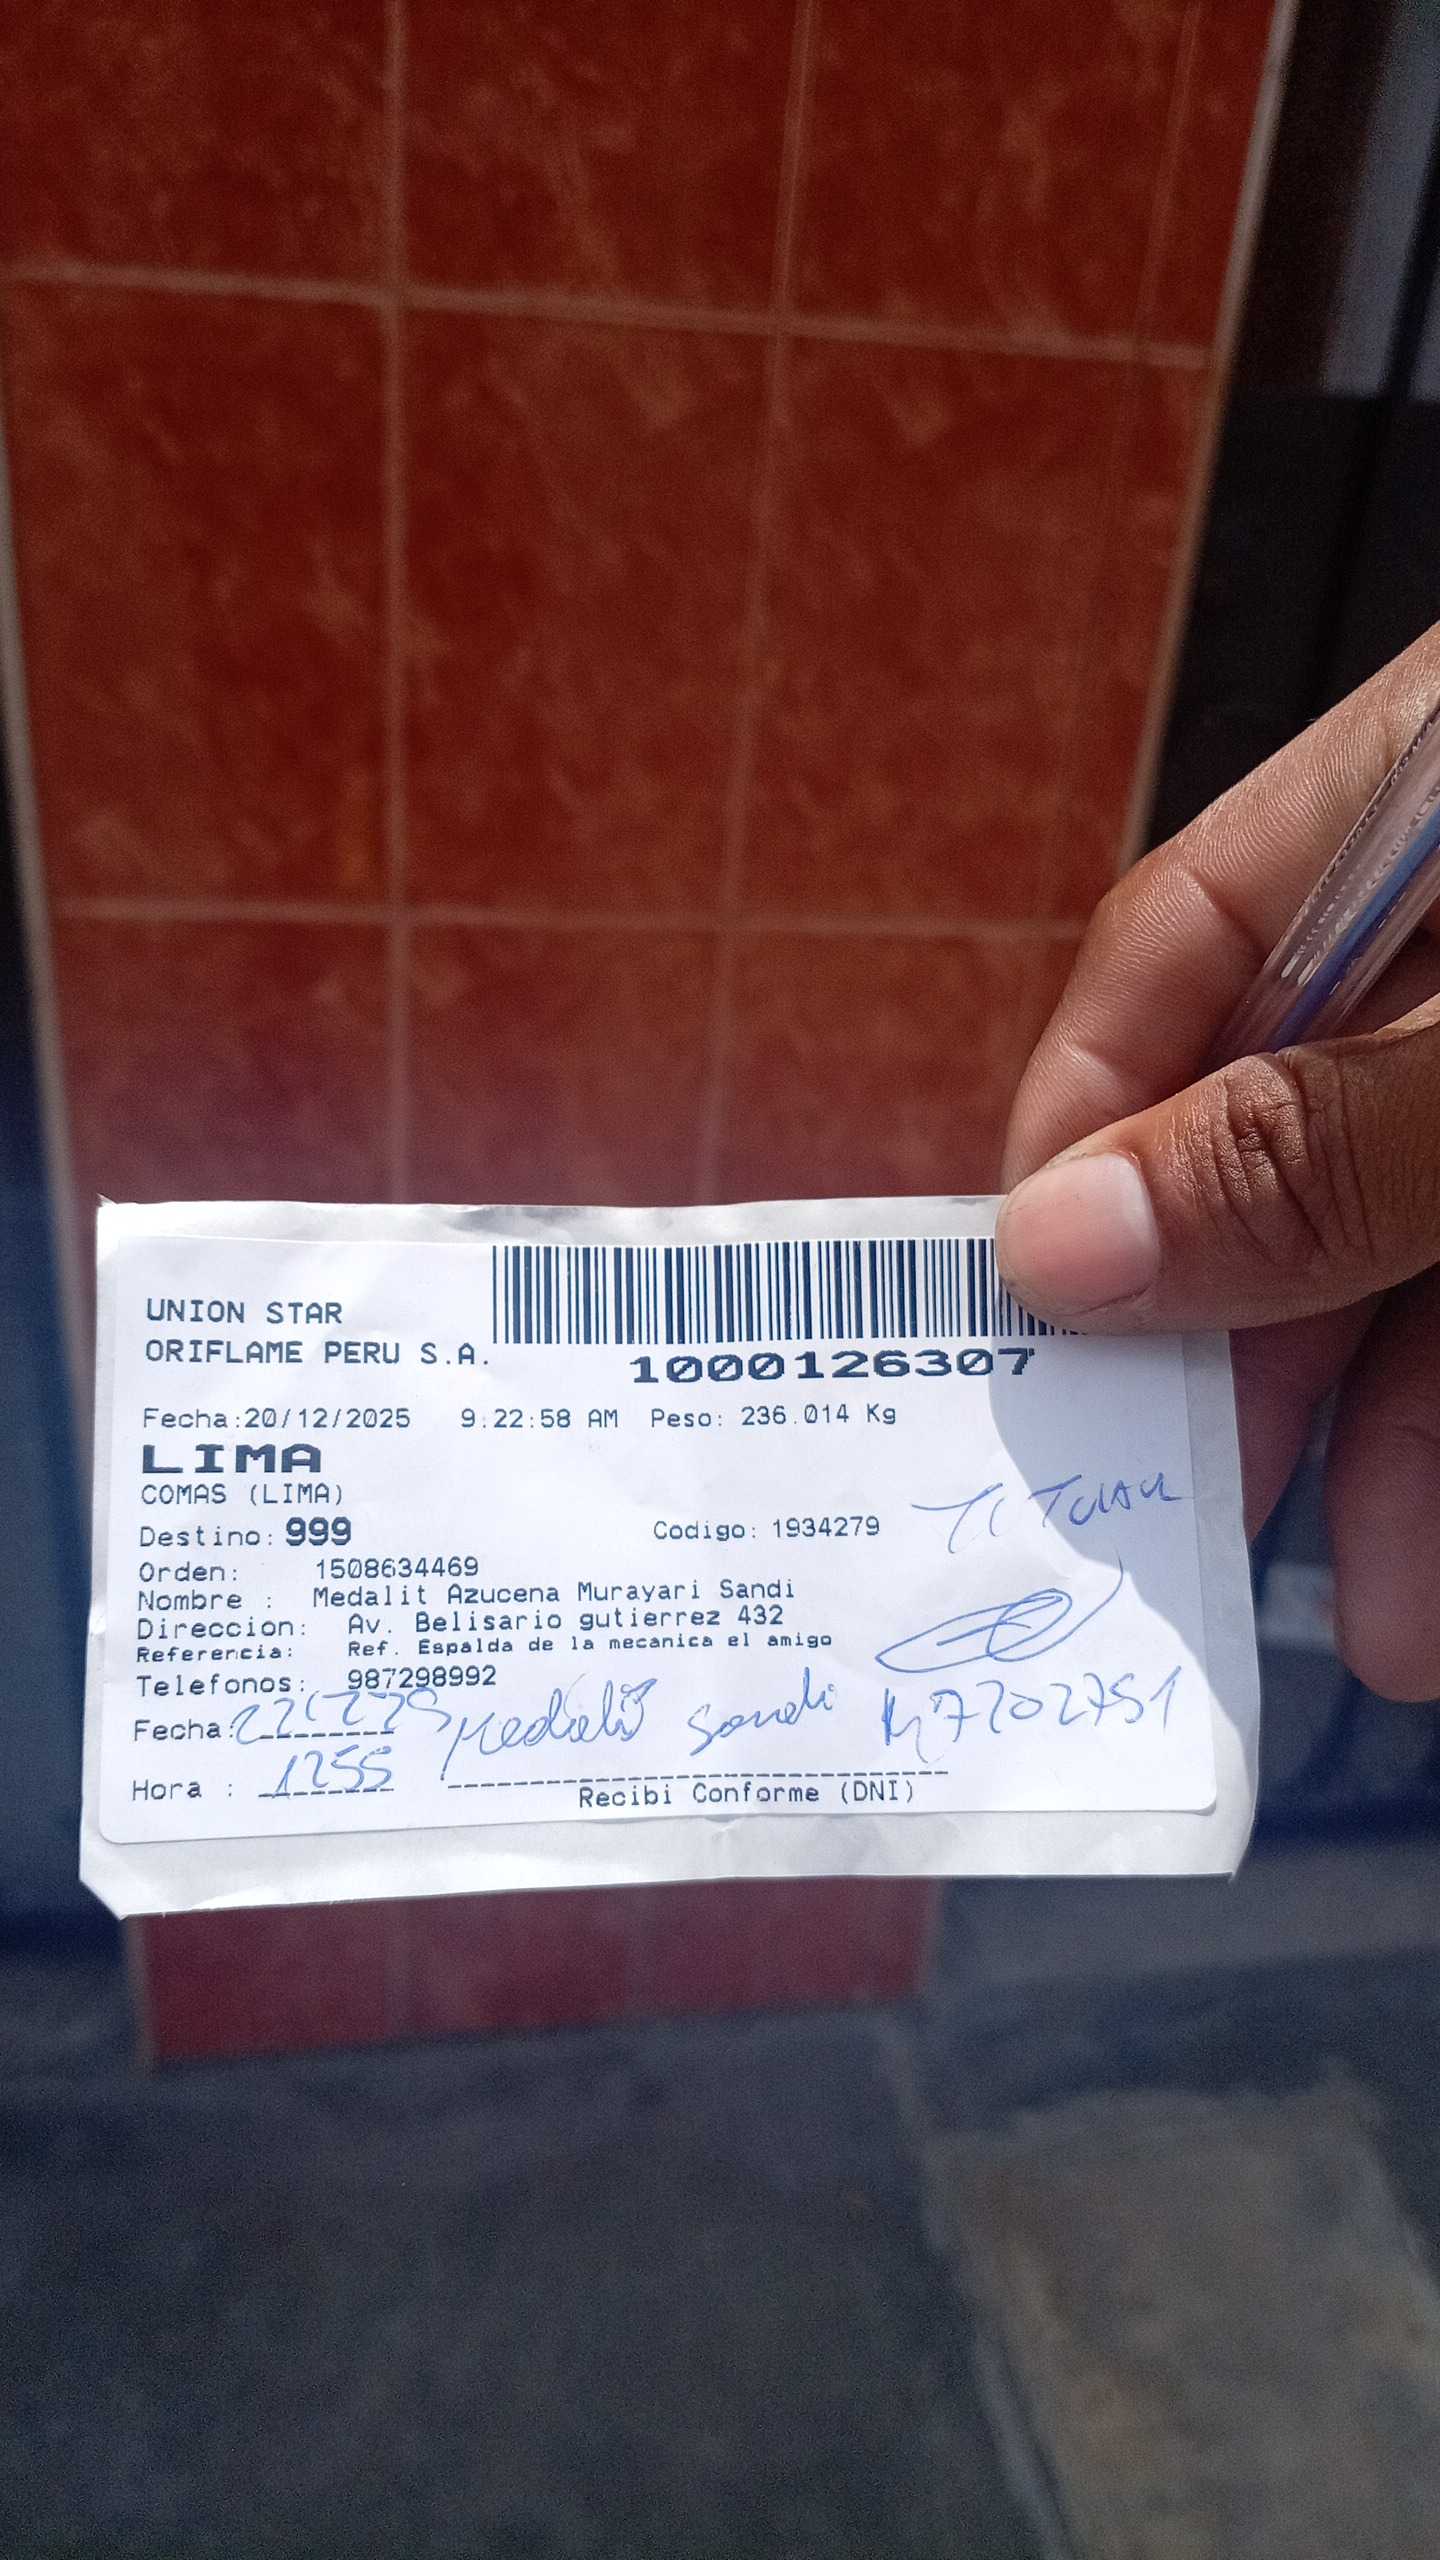 UNION STAR
ORIFLAME PERU S.A.
1000126307
Fecha:20/12/2025 9:22:58 AM Peso: 236.014 Kg
LIMA
COMAS (LIMA)
Titular
Destino: 999 Codigo: 1934279
Orden: 1508634469
Nombre : Medalit Azucena Murayari Sandi
Direccion: Av. Belisario gutierrez 432
Referencia: Ref. Espalda de la mecanica el amigo
Telefonos: 987298992
Fecha: Medalit Sandi
Hora : 1255
Recibi Conforme (DNI)